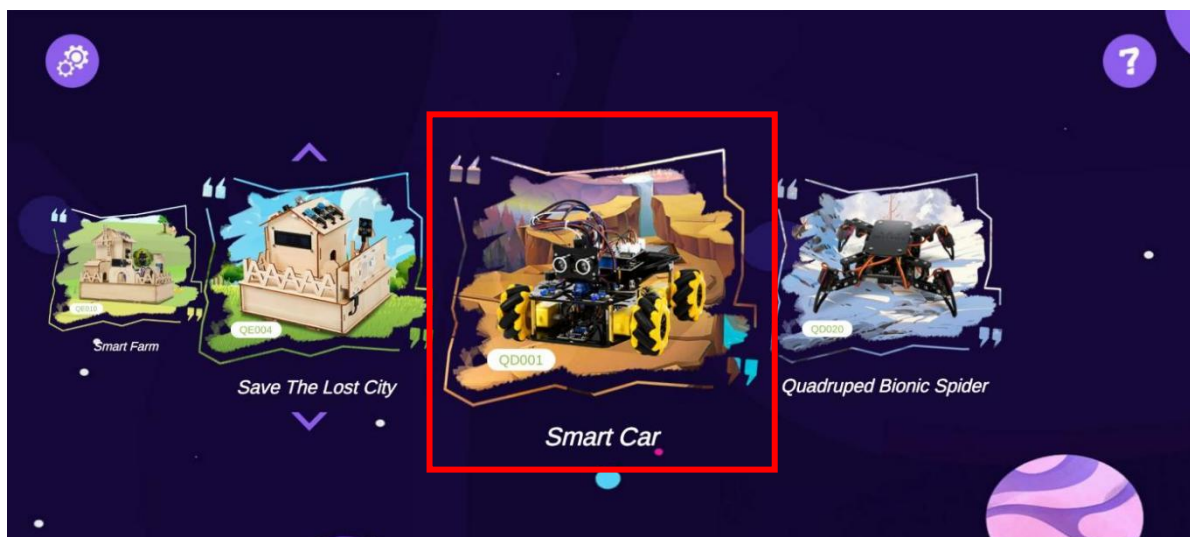 ?
QE010
Smart Farm
QE004
Save The Lost City
QD001
Smart Car
QD020
Quadruped Bionic Spider